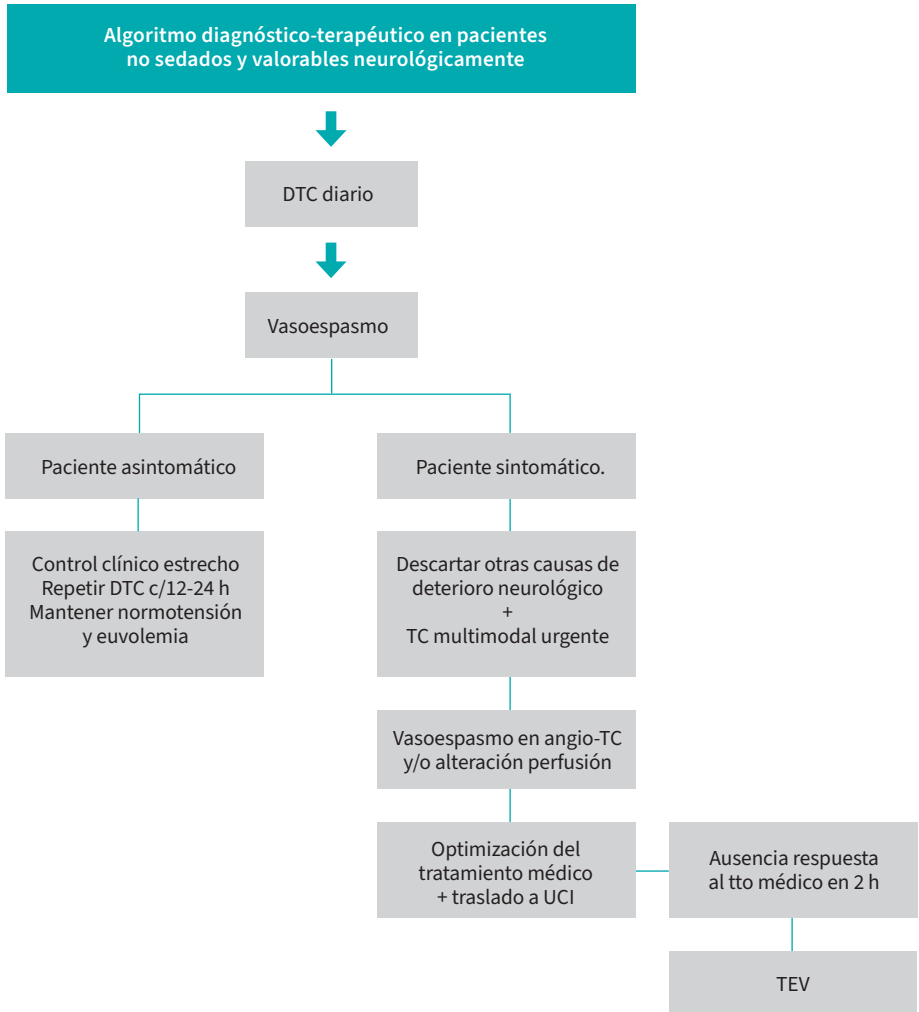 Algoritmo diagnóstico-terapéutico en pacientes
no sedados y valorables neurológicamente
DTC diario
Vasoespasmo
Paciente asintomático
Paciente sintomático.
Control clínico estrecho
Repetir DTC c/12-24 h
Mantener normotensión
y euvolemia
Descartar otras causas de
deterioro neurológico
+
TC multimodal urgente
Vasoespasmo en angio-TC
y/o alteración perfusión
Optimización del
tratamiento médico
+ traslado a UCI
Ausencia respuesta
al tto médico en 2 h
TEV